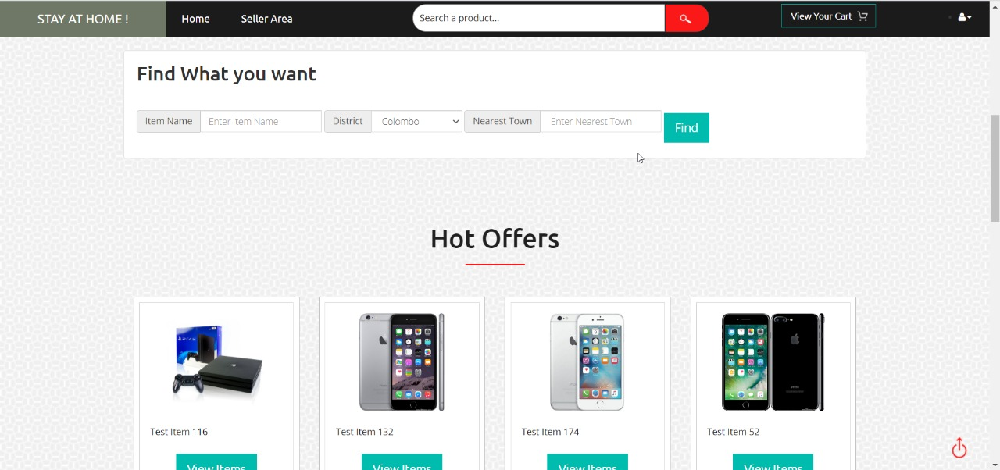 STAY AT HOME !
Home
Seller Area
Search a product...
View Your Cart
Find What you want
Item Name
Enter Item Name
District
Colombo
Nearest Town
Enter Nearest Town
Find
Hot Offers
Test Item 116
Test Item 132
Test Item 174
Test Item 52
View Items
View Items
View Items
View Items